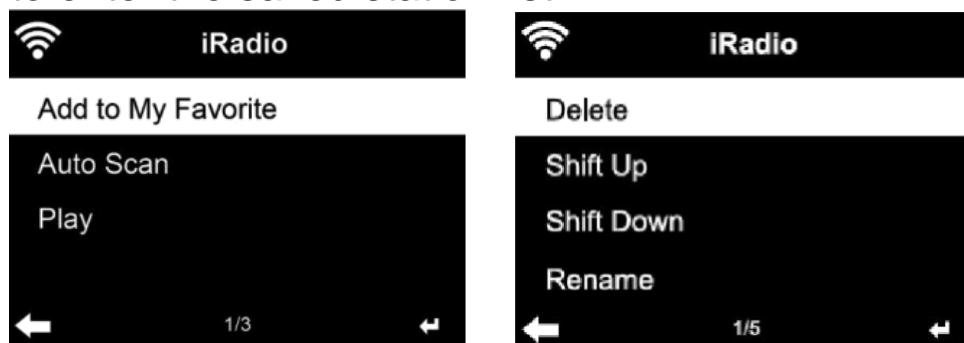 iRadio
Add to My Favorite
Auto Scan
Play
1/3
iRadio
Delete
Shift Up
Shift Down
Rename
1/5